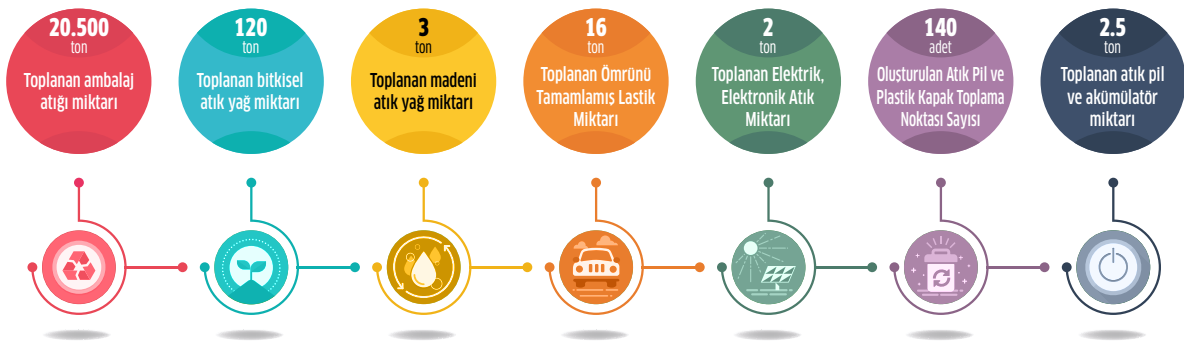 20.500
ton
Toplanan ambalaj
atığı miktarı
120
ton
Toplanan bitkisel
atık yağ miktarı
3
ton
Toplanan madeni
atık yağ miktarı
16
ton
Toplanan Ömrünü
Tamamlamış Lastik
Miktarı
2
ton
Toplanan Elektrik,
Elektronik Atık
Miktarı
140
adet
Oluşturulan Atık Pil ve
Plastik Kapak Toplama
Noktası Sayısı
2.5
ton
Toplanan atık pil
ve akümülatör
miktarı